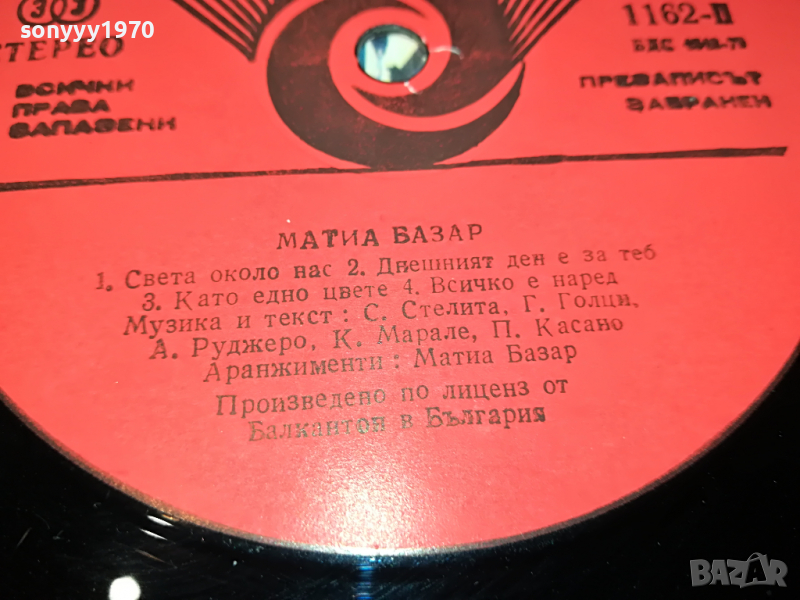 sonyyy1970
33
СТЕРЕО
ВСИЧКИ
ПРАВА
ЗАПАЗЕНИ
1162-II
БДС
ПРЕЗАПИСЪТ
ЗАБРАНЕН
МАТИА БАЗАР
1. Света около нас 2. Днешният ден е за теб
3. Като едно цвете 4. Всичко е наред
Музика и текст: С. Стелита, Г. Голци,
А. Руджеро, К. Марале, П. Касано
Аранжименти: Матиа Базар
Произведено по лиценз от
Балкантон в България
BAZAR